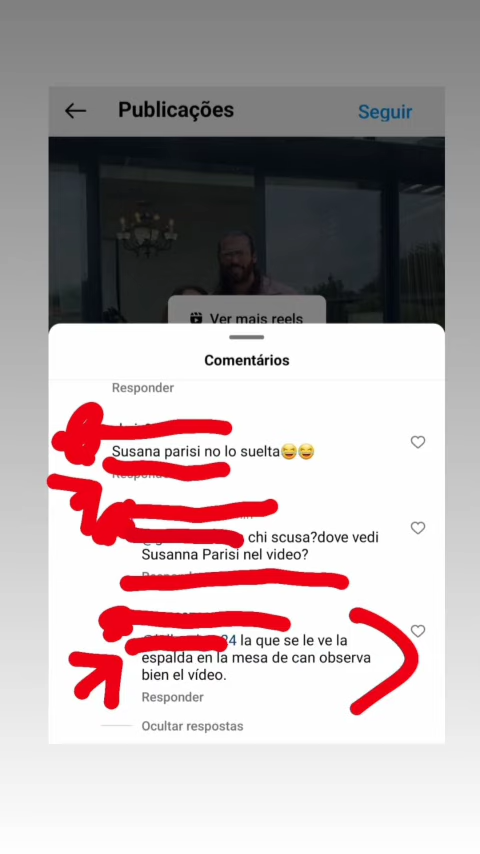 Publicações
Seguir
Ver mais reels
Comentários
Responder
Susana parisi no lo suelta😂😂
chi scusa?dove vedi
Susanna Parisi nel video?
24 la que se le ve la
espalda en la mesa de can observa
bien el vídeo.
Responder
Ocultar respostas